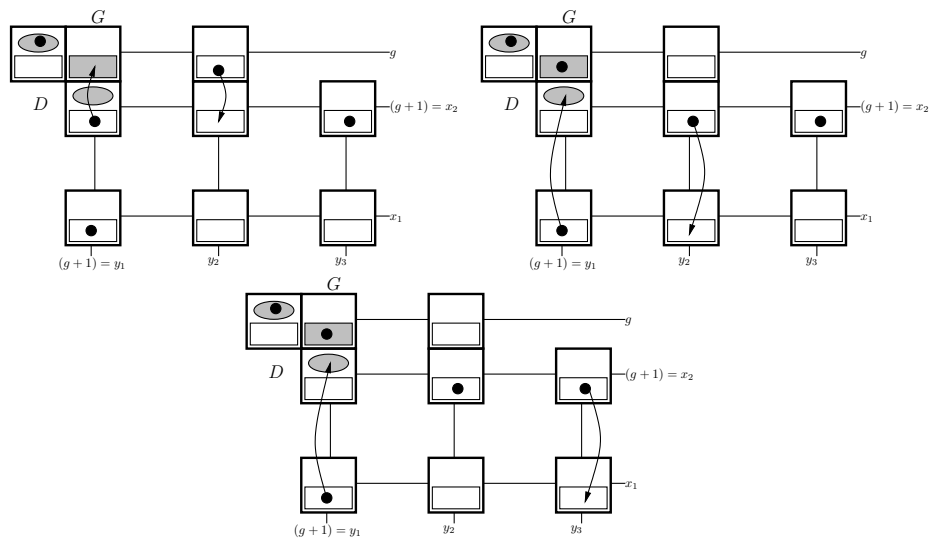 G
g
D
(g + 1) = x₂
x₁
(g + 1) = y₁ y₂ y₃
G
g
D
(g + 1) = x₂
x₁
(g + 1) = y₁ y₂ y₃
G
g
D
(g + 1) = x₂
x₁
(g + 1) = y₁ y₂ y₃